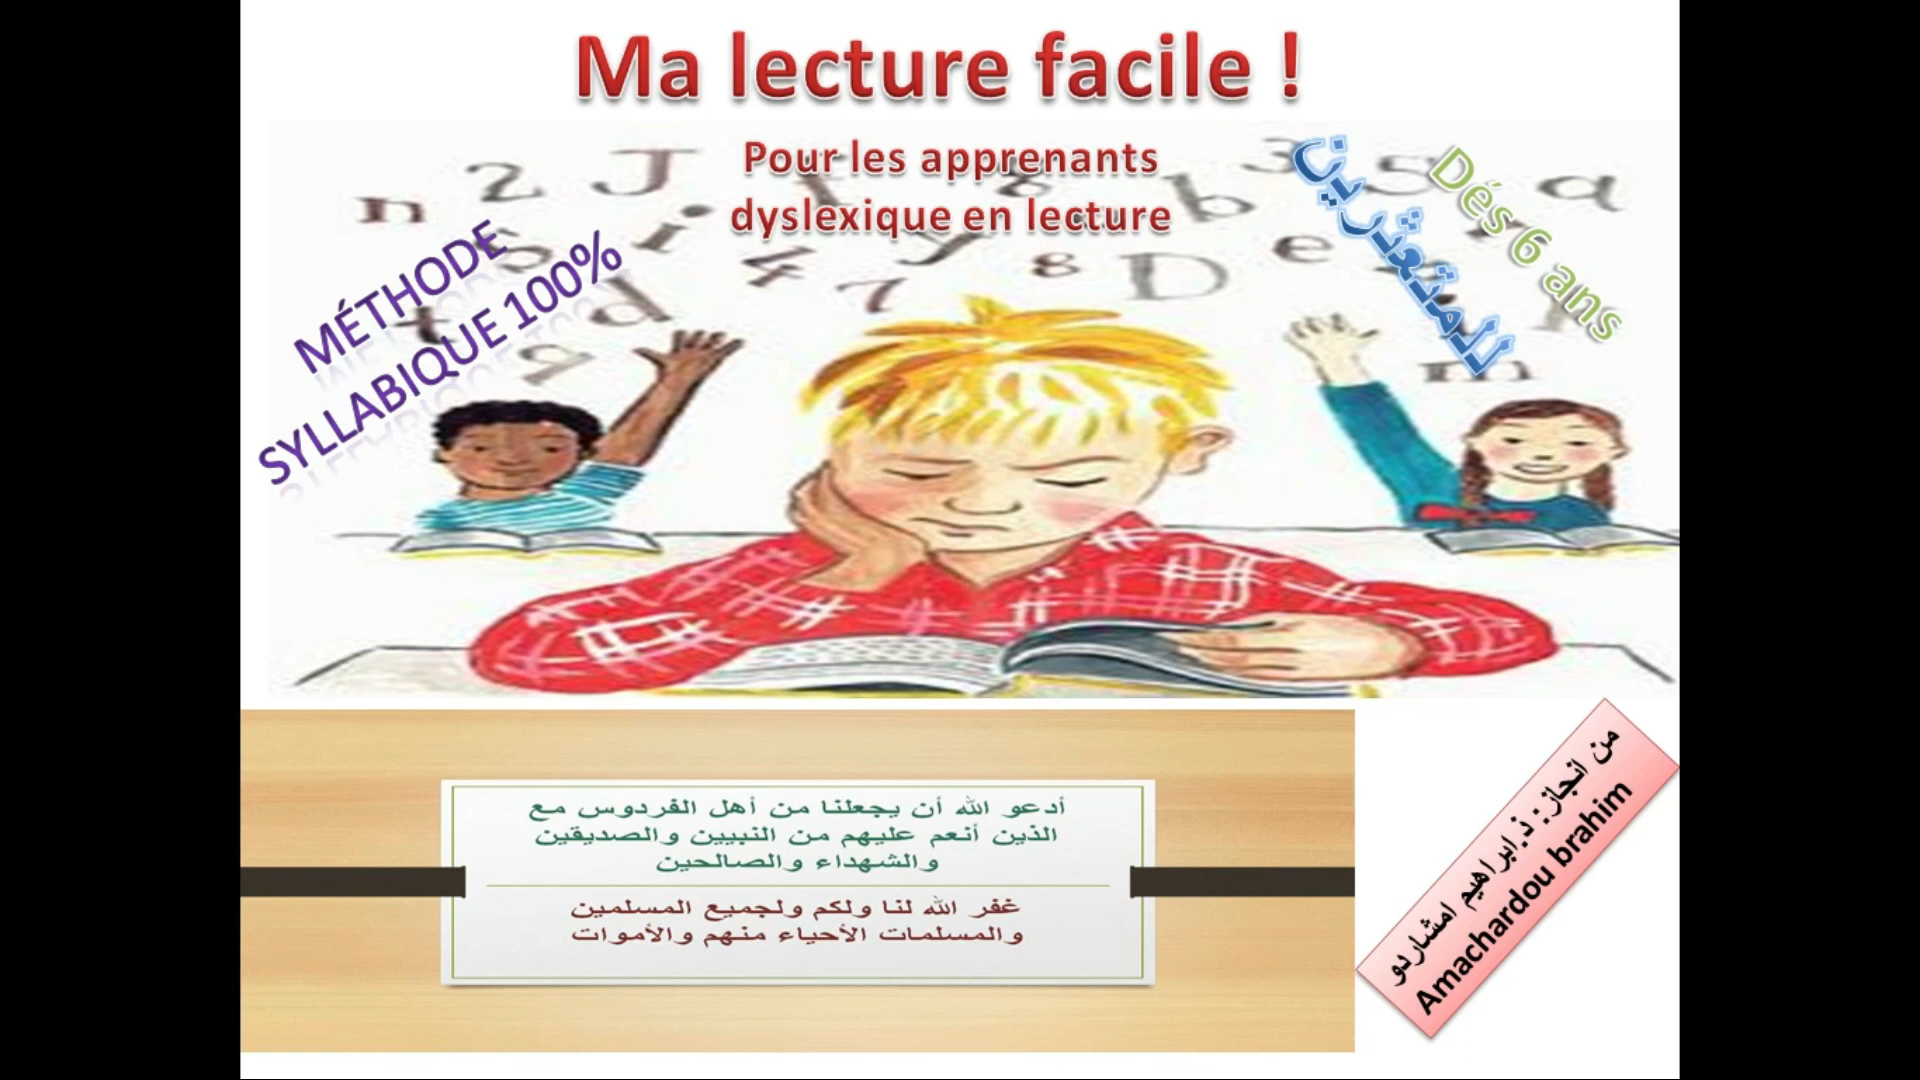 Ma lecture facile !
Pour les apprenants
dyslexique en lecture
MÉTHODE
SYLLABIQUE 100%
للمتعثرين
Dés 6 ans
أدعو الله أن يجعلنا من أهل الفردوس مع
الذين أنعم عليهم من النبيين والصديقين
والشهداء والصالحين
غفر الله لنا ولكم ولجميع المسلمين
والمسلمات الأحياء منهم والأموات
من انجاز: ذ.ابراهيم امشاردو
Amachardou brahim